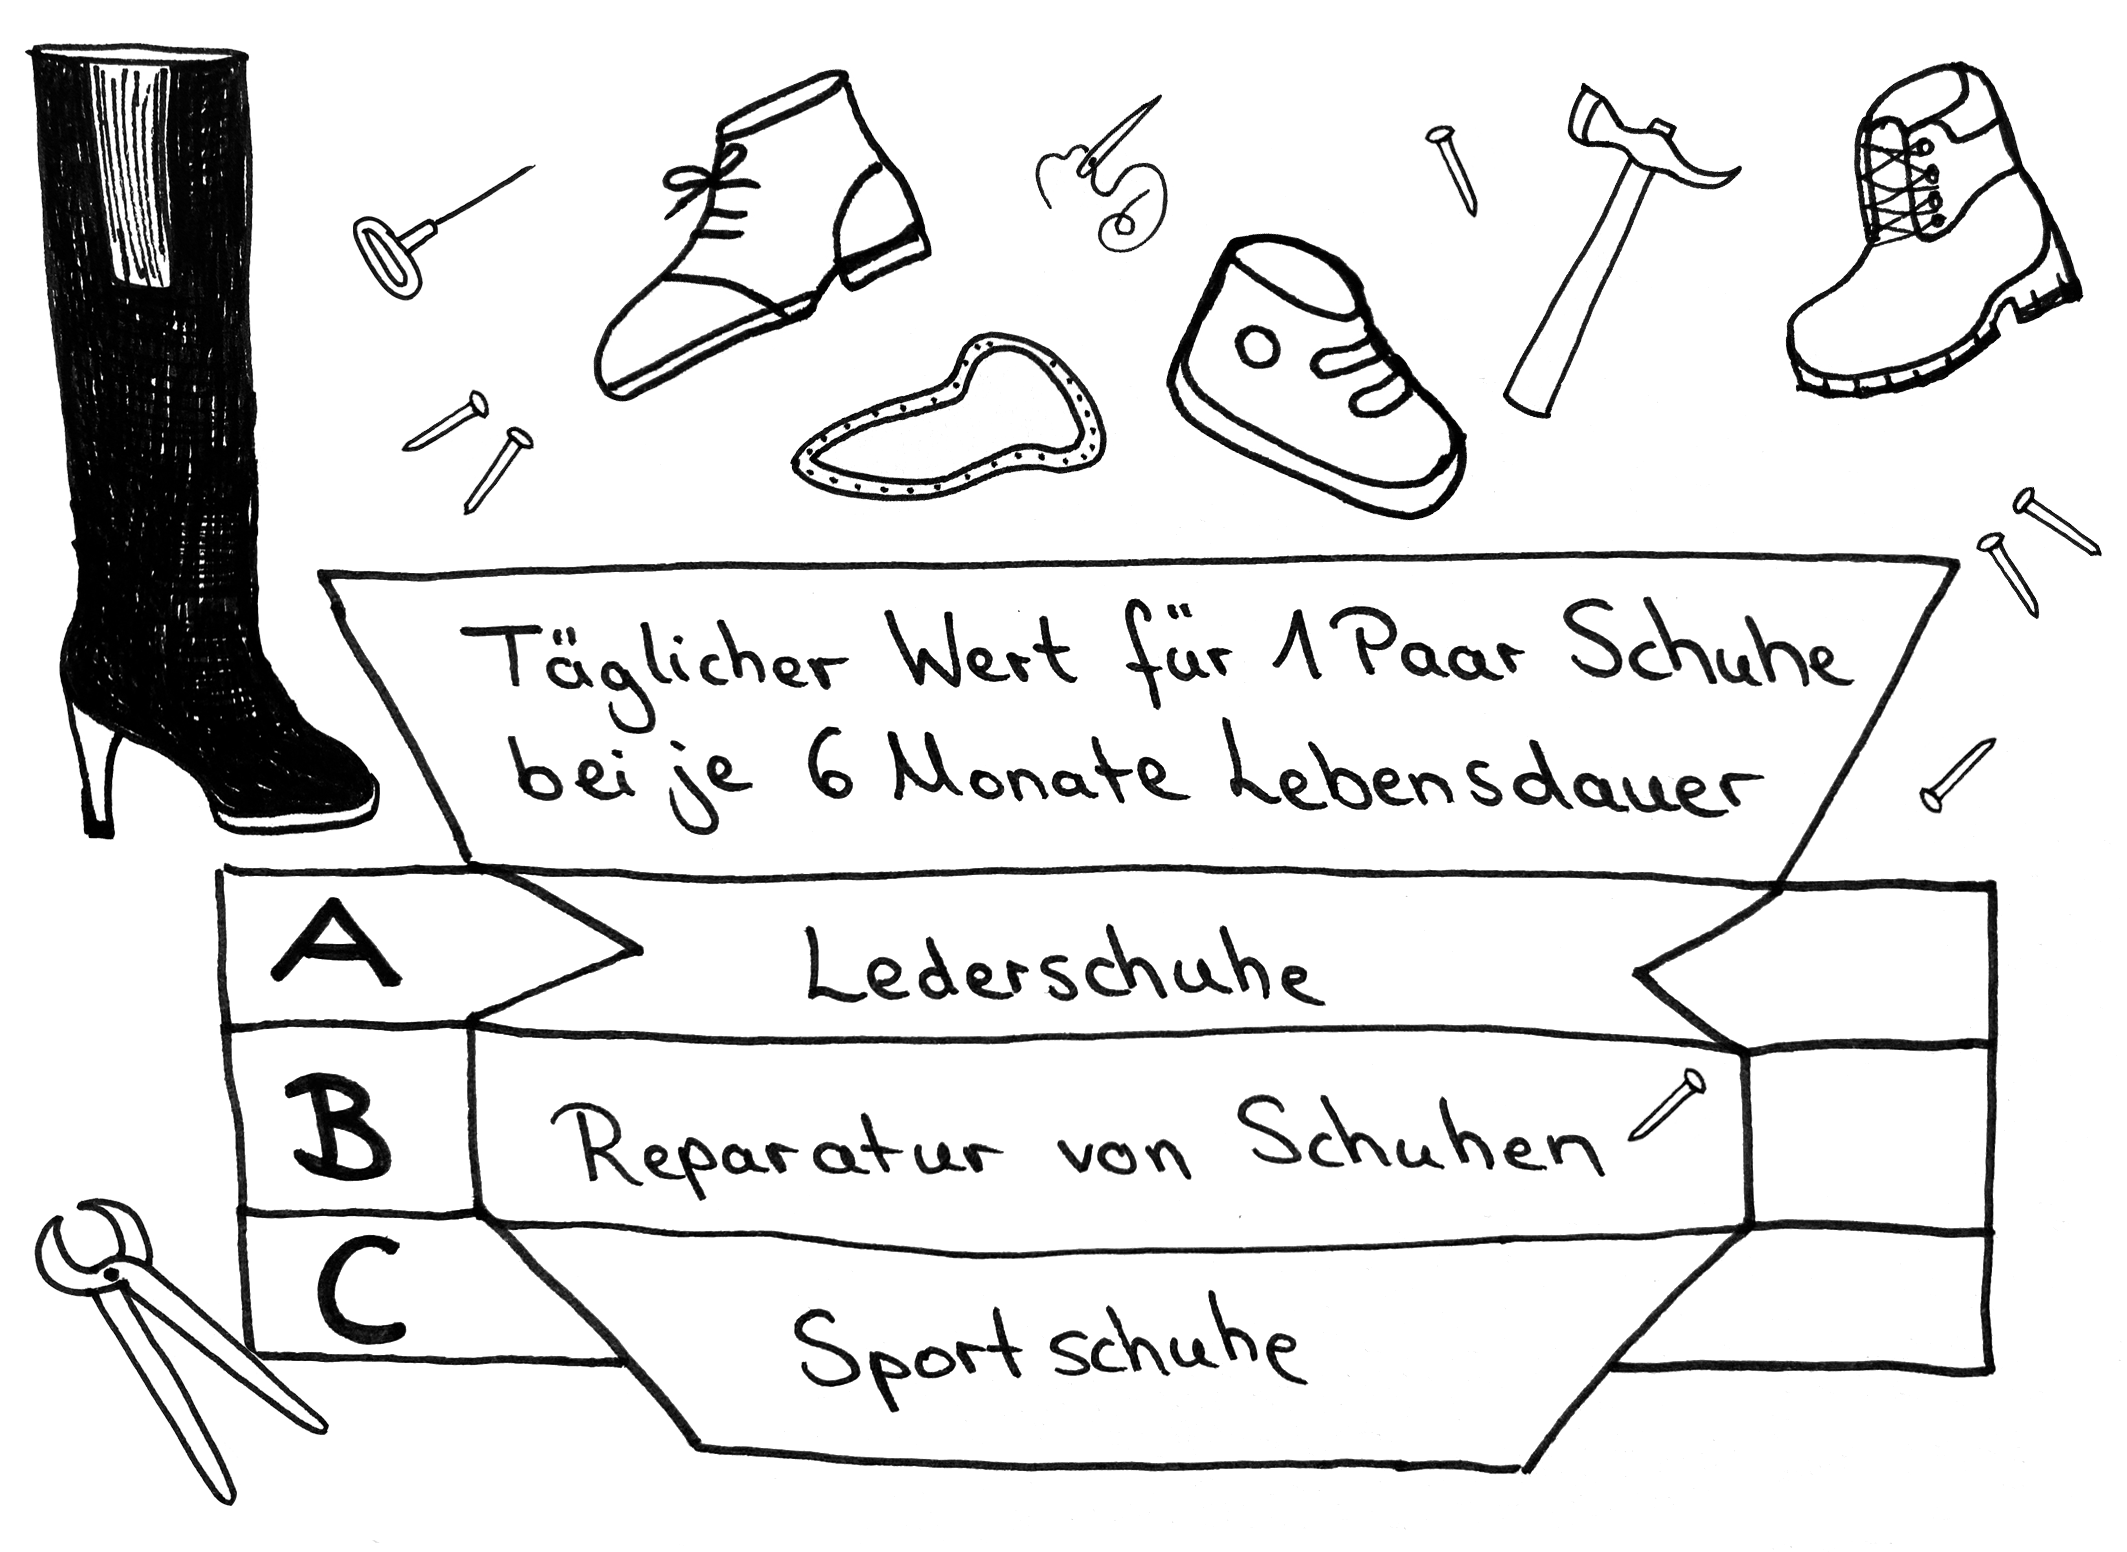 Täglicher Wert für 1 Paar Schuhe
bei je 6 Monate Lebensdauer
A Lederschuhe
B Reparatur von Schuhen
C Sportschuhe